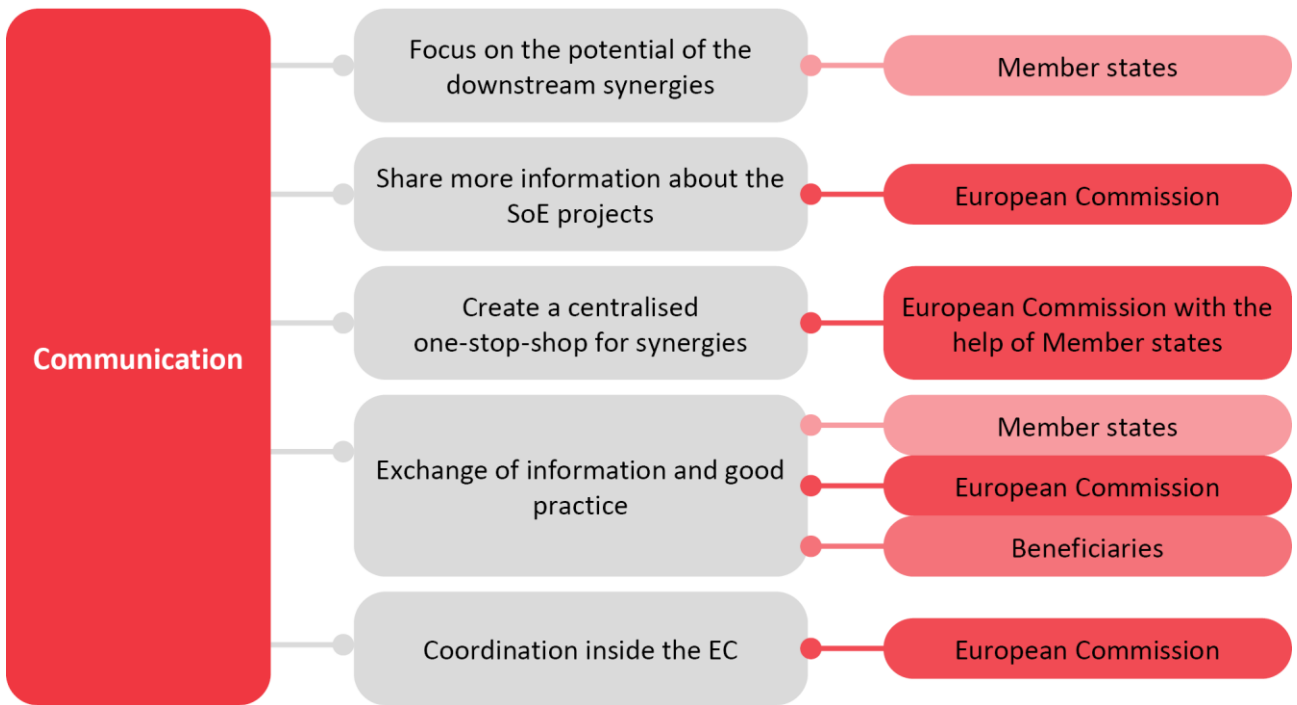 Communication
Focus on the potential of the
downstream synergies
Member states
Share more information about the
SoE projects
European Commission
Create a centralised
one-stop-shop for synergies
European Commission with the
help of Member states
Exchange of information and good
practice
Member states
European Commission
Beneficiaries
Coordination inside the EC
European Commission